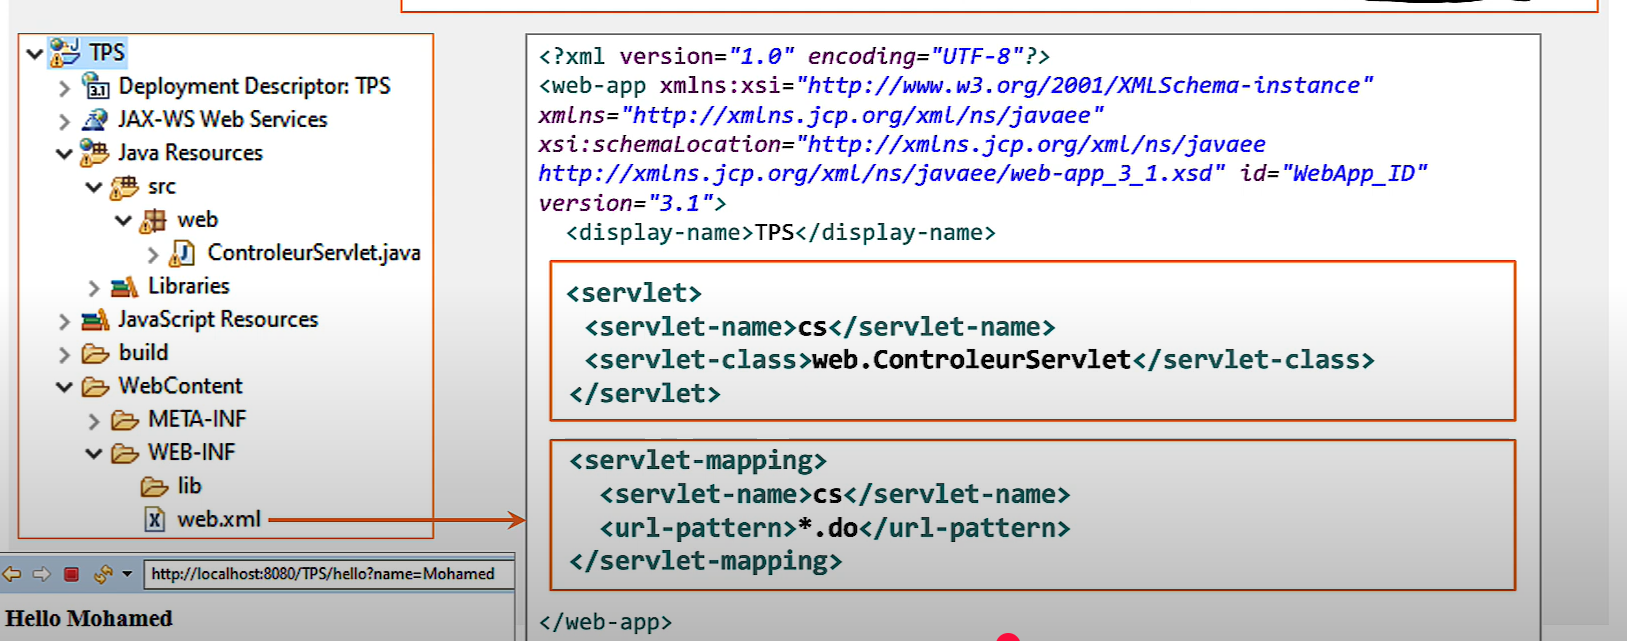 TPS
Deployment Descriptor: TPS
JAX-WS Web Services
Java Resources
src
web
ControleurServlet.java
Libraries
JavaScript Resources
build
WebContent
META-INF
WEB-INF
lib
web.xml
http://localhost:8080/TPS/hello?name=Mohamed
Hello Mohamed
<?xml version="1.0" encoding="UTF-8"?>
<web-app xmlns:xsi="http://www.w3.org/2001/XMLSchema-instance"
xmlns="http://xmlns.jcp.org/xml/ns/javaee"
xsi:schemaLocation="http://xmlns.jcp.org/xml/ns/javaee
http://xmlns.jcp.org/xml/ns/javaee/web-app_3_1.xsd" id="WebApp_ID"
version="3.1">
<display-name>TPS</display-name>
<servlet>
<servlet-name>cs</servlet-name>
<servlet-class>web.ControleurServlet</servlet-class>
</servlet>
<servlet-mapping>
<servlet-name>cs</servlet-name>
<url-pattern>*.do</url-pattern>
</servlet-mapping>
</web-app>